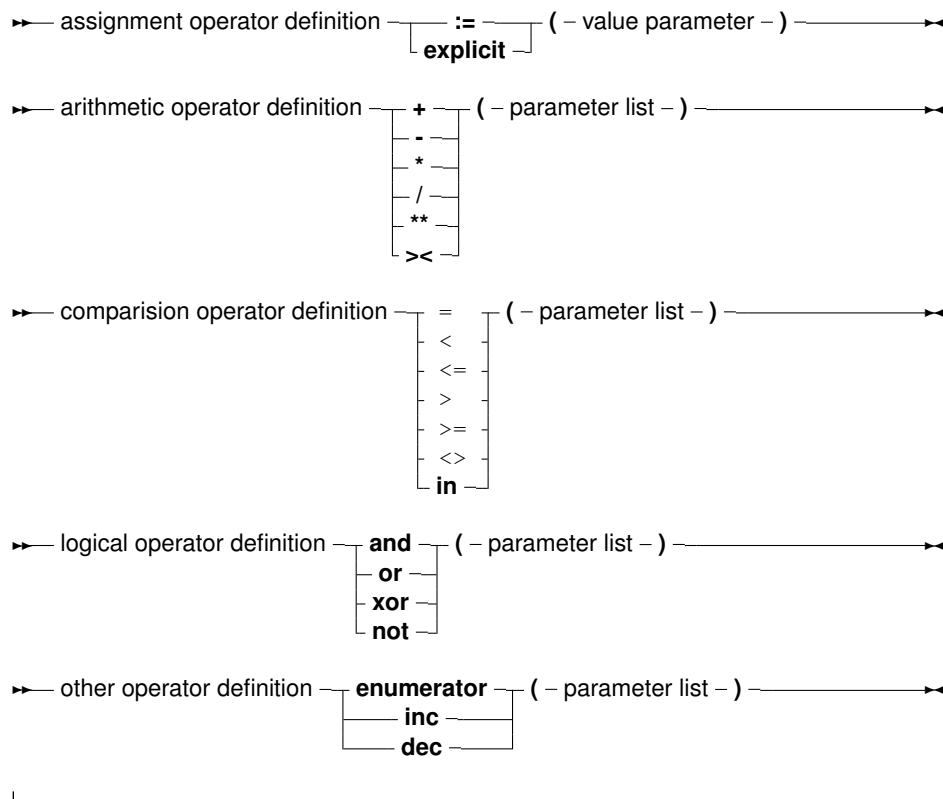 assignment operator definition := ( value parameter )
explicit
arithmetic operator definition + ( parameter list )
-
*
/
**
><
comparision operator definition = ( parameter list )
<
<=
>
>=
<>
in
logical operator definition and ( parameter list )
or
xor
not
other operator definition enumerator ( parameter list )
inc
dec